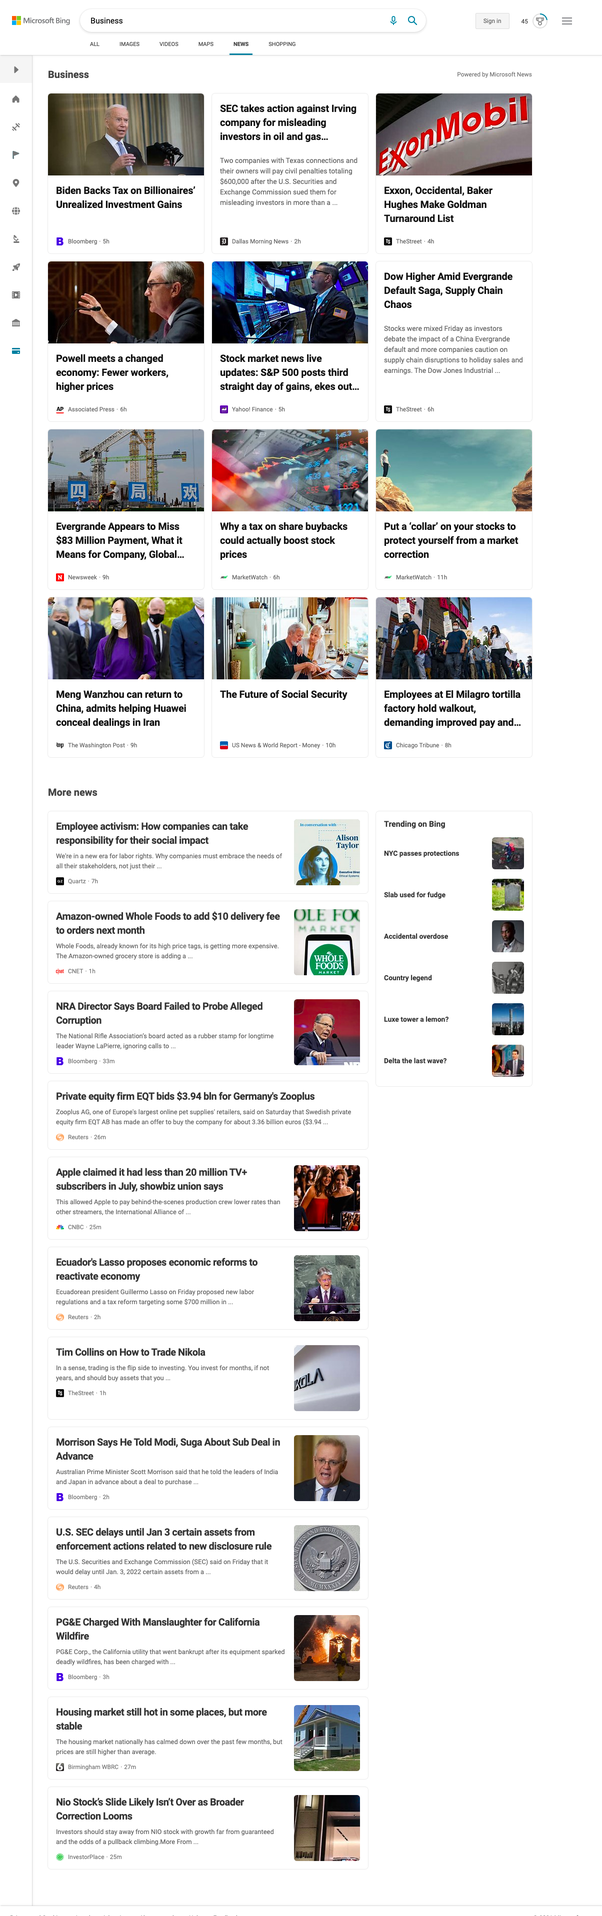 Microsoft Bing
Business
Sign in
45
ALL
IMAGES
VIDEOS
MAPS
NEWS
SHOPPING
Business
Powered by Microsoft News
Biden Backs Tax on Billionaires'
Unrealized Investment Gains
Bloomberg · 5h
SEC takes action against Irving
company for misleading
investors in oil and gas...
Two companies with Texas connections and
their owners will pay civil penalties totaling
$600,000 after the U.S. Securities and
Exchange Commission sued them for
misleading investors in more than a ...
Dallas Morning News · 2h
ExxonMobil
Exxon, Occidental, Baker
Hughes Make Goldman
Turnaround List
TheStreet · 4h
Powell meets a changed
economy: Fewer workers,
higher prices
AP
Associated Press · 6h
Stock market news live
updates: S&P 500 posts third
straight day of gains, ekes out...
Yahoo! Finance · 5h
Dow Higher Amid Evergrande
Default Saga, Supply Chain
Chaos
Stocks were mixed Friday as investors
debate the impact of a China Evergrande
default and more companies caution on
supply chain disruptions to holiday sales and
earnings. The Dow Jones Industrial ...
TheStreet · 6h
四局欢
Evergrande Appears to Miss
$83 Million Payment, What it
Means for Company, Global...
N
Newsweek · 9h
Why a tax on share buybacks
could actually boost stock
prices
MarketWatch · 6h
Put a 'collar' on your stocks to
protect yourself from a market
correction
MarketWatch · 11h
Meng Wanzhou can return to
China, admits helping Huawei
conceal dealings in Iran
wp
The Washington Post · 9h
The Future of Social Security
US News & World Report - Money · 10h
Employees at El Milagro tortilla
factory hold walkout,
demanding improved pay and...
Chicago Tribune · 8h
More news
Employee activism: How companies can take
responsibility for their social impact
We're in a new era for labor rights. Why companies must embrace the needs of
all their stakeholders, not just their ...
Quartz · 7h
In conversation with
Alison
Taylor
Amazon-owned Whole Foods to add $10 delivery fee
to orders next month
Whole Foods, already known for its high price tags, is getting more expensive.
The Amazon-owned grocery store is adding a ...
CNET · 1h
OLE FOO
MARKET
WHOLE
FOODS
MARKET
NRA Director Says Board Failed to Probe Alleged
Corruption
The National Rifle Association's board acted as a rubber stamp for longtime
leader Wayne LaPierre, ignoring calls to ...
B
Bloomberg · 33m
Private equity firm EQT bids $3.94 bln for Germany's Zooplus
Zooplus AG, one of Europe's largest online pet supplies' retailers, said on Saturday that Swedish private
equity firm EQT AB has made an offer to buy the company for about 3.36 billion euros ($3.94 ...
Reuters · 26m
Apple claimed it had less than 20 million TV+
subscribers in July, showbiz union says
This allowed Apple to pay behind-the-scenes production crew lower rates than
other streamers, the International Alliance of ...
CNBC · 25m
Ecuador's Lasso proposes economic reforms to
reactivate economy
Ecuadorean president Guillermo Lasso on Friday proposed new labor
regulations and a tax reform targeting some $700 million in ...
Reuters · 2h
Tim Collins on How to Trade Nikola
In a sense, trading is the flip side to investing. You invest for months, if not
years, and should buy assets that you ...
TheStreet · 1h
KOLA
Morrison Says He Told Modi, Suga About Sub Deal in
Advance
Australian Prime Minister Scott Morrison said that he told the leaders of India
and Japan in advance about a deal to purchase ...
B
Bloomberg · 2h
U.S. SEC delays until Jan 3 certain assets from
enforcement actions related to new disclosure rule
The U.S. Securities and Exchange Commission (SEC) said on Friday that it
would delay until Jan. 3, 2022 certain assets from a ...
Reuters · 4h
PG&E Charged With Manslaughter for California
Wildfire
PG&E Corp., the California utility that went bankrupt after its equipment sparked
deadly wildfires, has been charged with ...
B
Bloomberg · 3h
Housing market still hot in some places, but more
stable
The housing market nationally has calmed down over the past few months, but
prices are still higher than average.
Birmingham WBRC · 27m
Nio Stock's Slide Likely Isn't Over as Broader
Correction Looms
Investors should stay away from NIO stock with growth far from guaranteed
and the odds of a pullback climbing.More From ...
InvestorPlace · 25m
Trending on Bing
NYC passes protections
Slab used for fudge
Accidental overdose
Country legend
Luxe tower a lemon?
Delta the last wave?